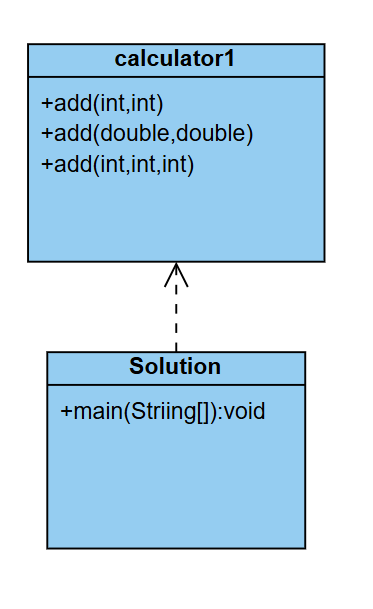 calculator1
+add(int,int)
+add(double,double)
+add(int,int,int)
Solution
+main(Striing[]):void